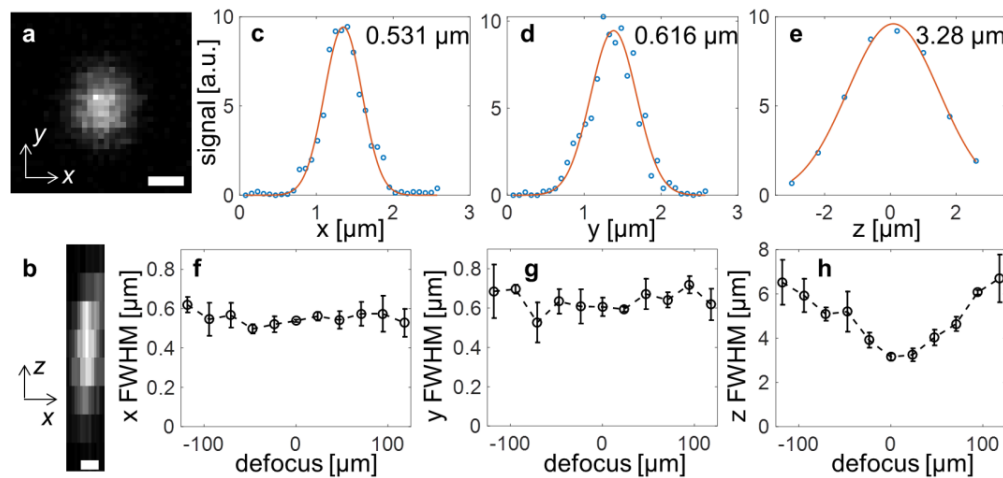 a
y
x
c
0.531 µm
signal [a.u.]
10
5
0
0
1
2
3
x [µm]
d
0.616 µm
10
5
0
0
1
2
3
y [µm]
e
3.28 µm
10
5
0
-2
0
2
z [µm]
b
z
x
f
x FWHM [µm]
0.8
0.6
0.4
0.2
0
-100
0
100
defocus [µm]
g
y FWHM [µm]
0.8
0.6
0.4
0.2
0
-100
0
100
defocus [µm]
h
z FWHM [µm]
8
6
4
2
0
-100
0
100
defocus [µm]